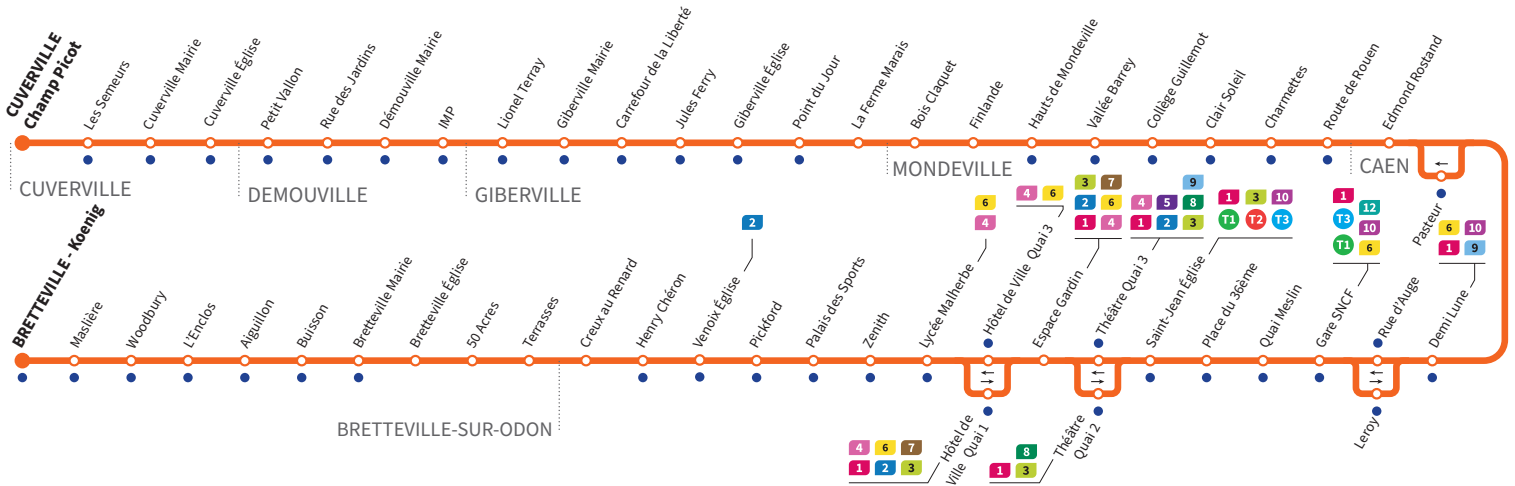 CUVERVILLE
Champ Picot
Les Semeurs
Cuverville Mairie
Cuverville Église
Petit Vallon
Rue des Jardins
Démouville Mairie
IMP
Lionel Terray
Giberville Mairie
Carrefour de la Liberté
Jules Ferry
Giberville Église
Point du Jour
La Ferme Marais
Bois Claquet
Finlande
Hauts de Mondeville
Vallée Barrey
Collège Guillemot
Clair Soleil
Charmettes
Route de Rouen
Edmond Rostand
CUVERVILLE
DEMOUVILLE
GIBERVILLE
MONDEVILLE
CAEN
←
Pasteur
BRETTEVILLE - Koenig
Maslière
Woodbury
L'Enclos
Aiguillon
Buisson
Bretteville Mairie
Bretteville Église
50 Acres
Terrasses
Creux au Renard
Henry Chéron
2
Venoix Église
Pickford
Palais des Sports
Zenith
6
4
Lycée Malherbe
4 6
Hôtel de Ville Quai 3
3 7
2 6
1 4
Espace Gardin
9
4 5 8
1 2 3
Théâtre Quai 3
1 3 10
T1 T2 T3
Saint-Jean Église
Place du 36ème
Quai Meslin
1
12
T3
10
T1
6
Gare SNCF
Rue d'Auge
6 10
1 9
Demi Lune
←
→
←
→
←
→
BRETTEVILLE-SUR-ODON
4 6 7
1 2 3
Hôtel de
Ville Quai 1
8
1 3
Théâtre
Quai 2
Leroy